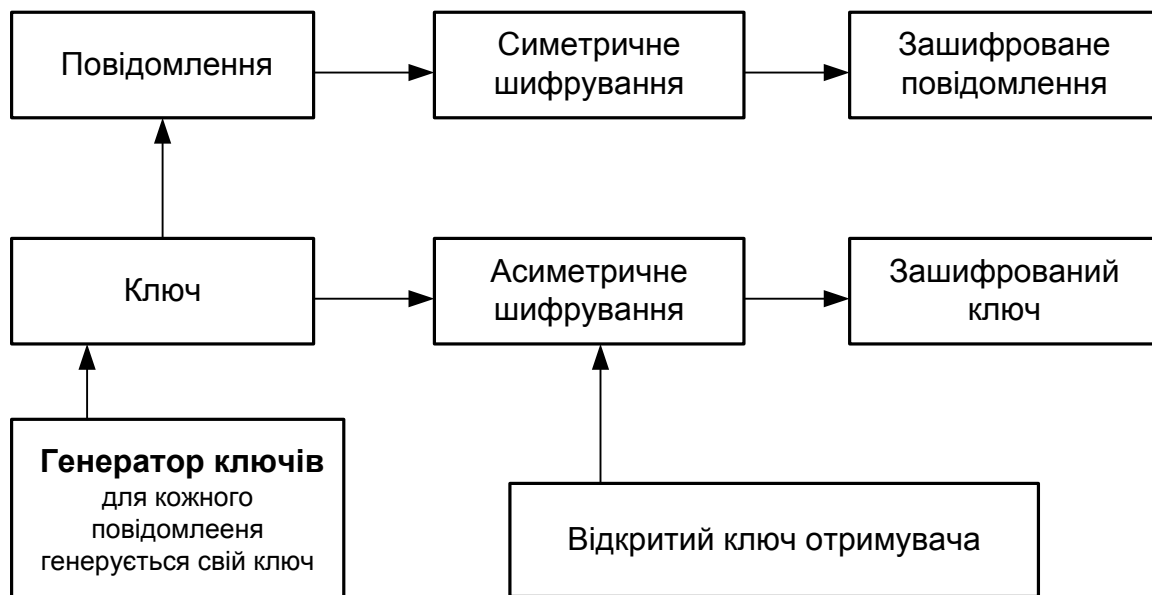 Повідомлення
Симетричне
шифрування
Зашифроване
повідомлення
Ключ
Асиметричне
шифрування
Зашифрований
ключ
Генератор ключів
для кожного
повідомлееня
генерується свій ключ
Відкритий ключ отримувача